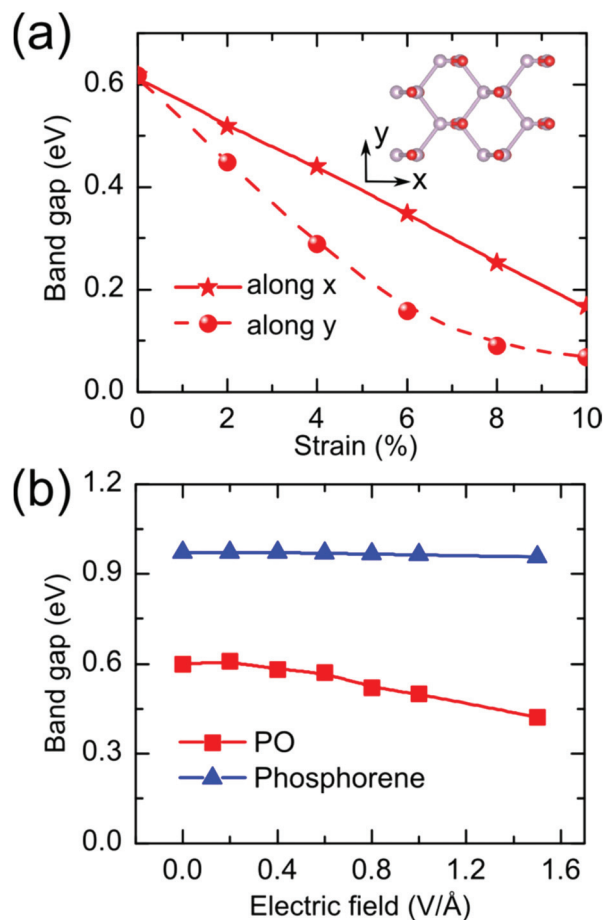 (a)
0.6
0.4
0.2
0.0
Band gap (eV)
y
x
along x
along y
0
2
4
6
8
10
Strain (%)
(b)
1.2
0.9
0.6
0.3
0.0
Band gap (eV)
PO
Phosphorene
0.0
0.4
0.8
1.2
1.6
Electric field (V/Å)